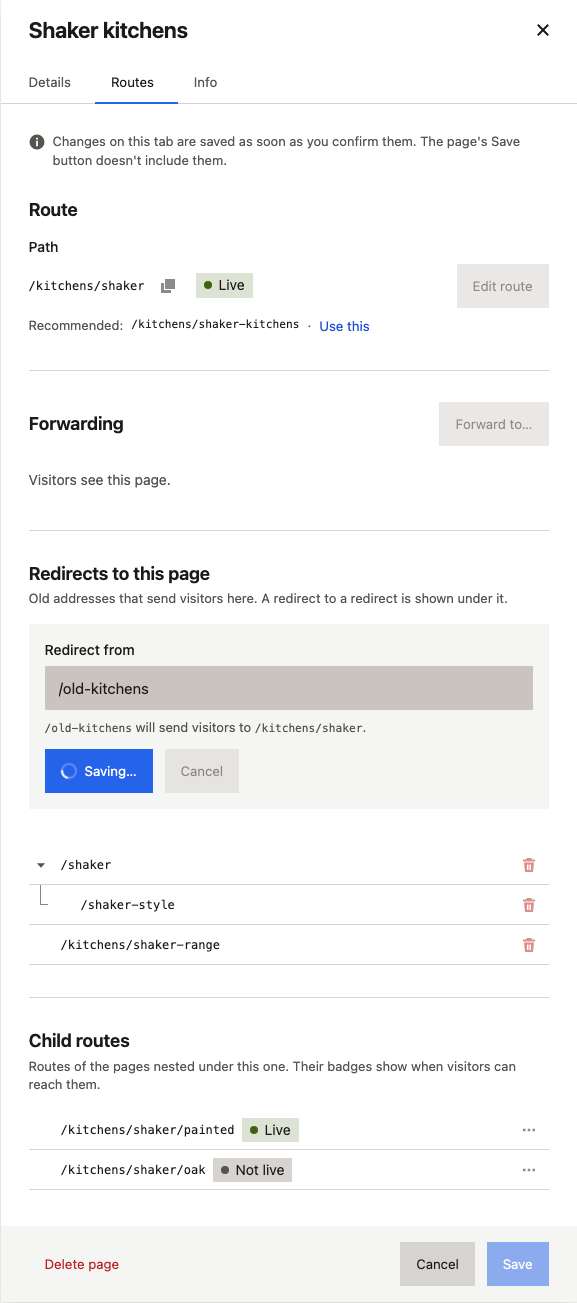 Shaker kitchens
Details Routes Info
Changes on this tab are saved as soon as you confirm them. The page's Save
button doesn't include them.
Route
Path
/kitchens/shaker Live Edit route
Recommended: /kitchens/shaker-kitchens · Use this
Forwarding Forward to...
Visitors see this page.
Redirects to this page
Old addresses that send visitors here. A redirect to a redirect is shown under it.
Redirect from
/old-kitchens
/old-kitchens will send visitors to /kitchens/shaker.
Saving... Cancel
/shaker
/shaker-style
/kitchens/shaker-range
Child routes
Routes of the pages nested under this one. Their badges show when visitors can
reach them.
/kitchens/shaker/painted Live
/kitchens/shaker/oak Not live
Delete page Cancel Save